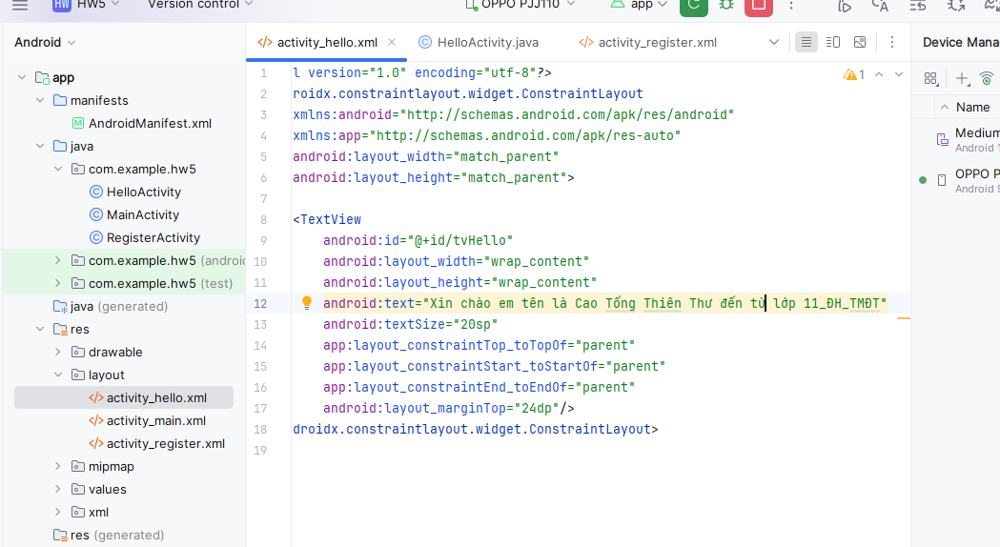 HW HW5 Version control OPPO PJJ110 app
Android
activity_hello.xml HelloActivity.java activity_register.xml
Device Mana
app
manifests
AndroidManifest.xml
java
com.example.hw5
HelloActivity
MainActivity
RegisterActivity
com.example.hw5 (androi
com.example.hw5 (test)
java (generated)
res
drawable
layout
activity_hello.xml
activity_main.xml
activity_register.xml
mipmap
values
xml
res (generated)
1 l version="1.0" encoding="utf-8"?>
2 roidx.constraintlayout.widget.ConstraintLayout
3 xmlns:android="http://schemas.android.com/apk/res/android"
4 xmlns:app="http://schemas.android.com/apk/res-auto"
5 android:layout_width="match_parent"
6 android:layout_height="match_parent">
7
8 <TextView
9 android:id="@+id/tvHello"
10 android:layout_width="wrap_content"
11 android:layout_height="wrap_content"
12 android:text="Xin chào em tên là Cao Tống Thiên Thư đến từ lớp 11_ĐH_TMĐT"
13 android:textSize="20sp"
14 app:layout_constraintTop_toTopOf="parent"
15 app:layout_constraintStart_toStartOf="parent"
16 app:layout_constraintEnd_toEndOf="parent"
17 android:layout_marginTop="24dp"/>
18 droidx.constraintlayout.widget.ConstraintLayout>
19
1
Name
Medium
Android 1
OPPO P
Android 9